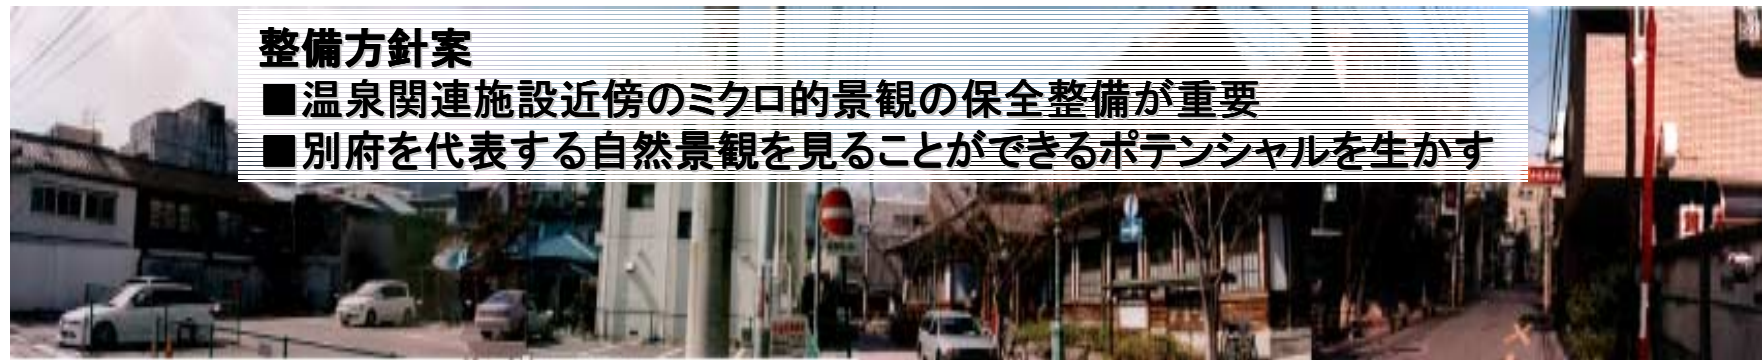 整備方針案
■温泉関連施設近傍のミクロ的景観の保全整備が重要
■別府を代表する自然景観を見ることができるポテンシャルを生かす